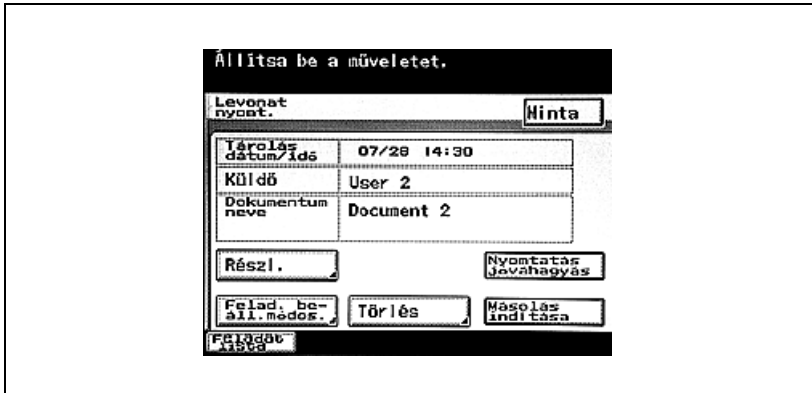 Állítsa be a műveletet.
Levonat
nyomt.
Minta
Tárolás
dátum/idő
07/28 14:30
Küldő
User 2
Dokumentum
neve
Document 2
Részl.
Nyomtatás
jóváhagyás
Felad. be-
áll.módos.
Törlés
Másolás
indítása
Feladat
lista